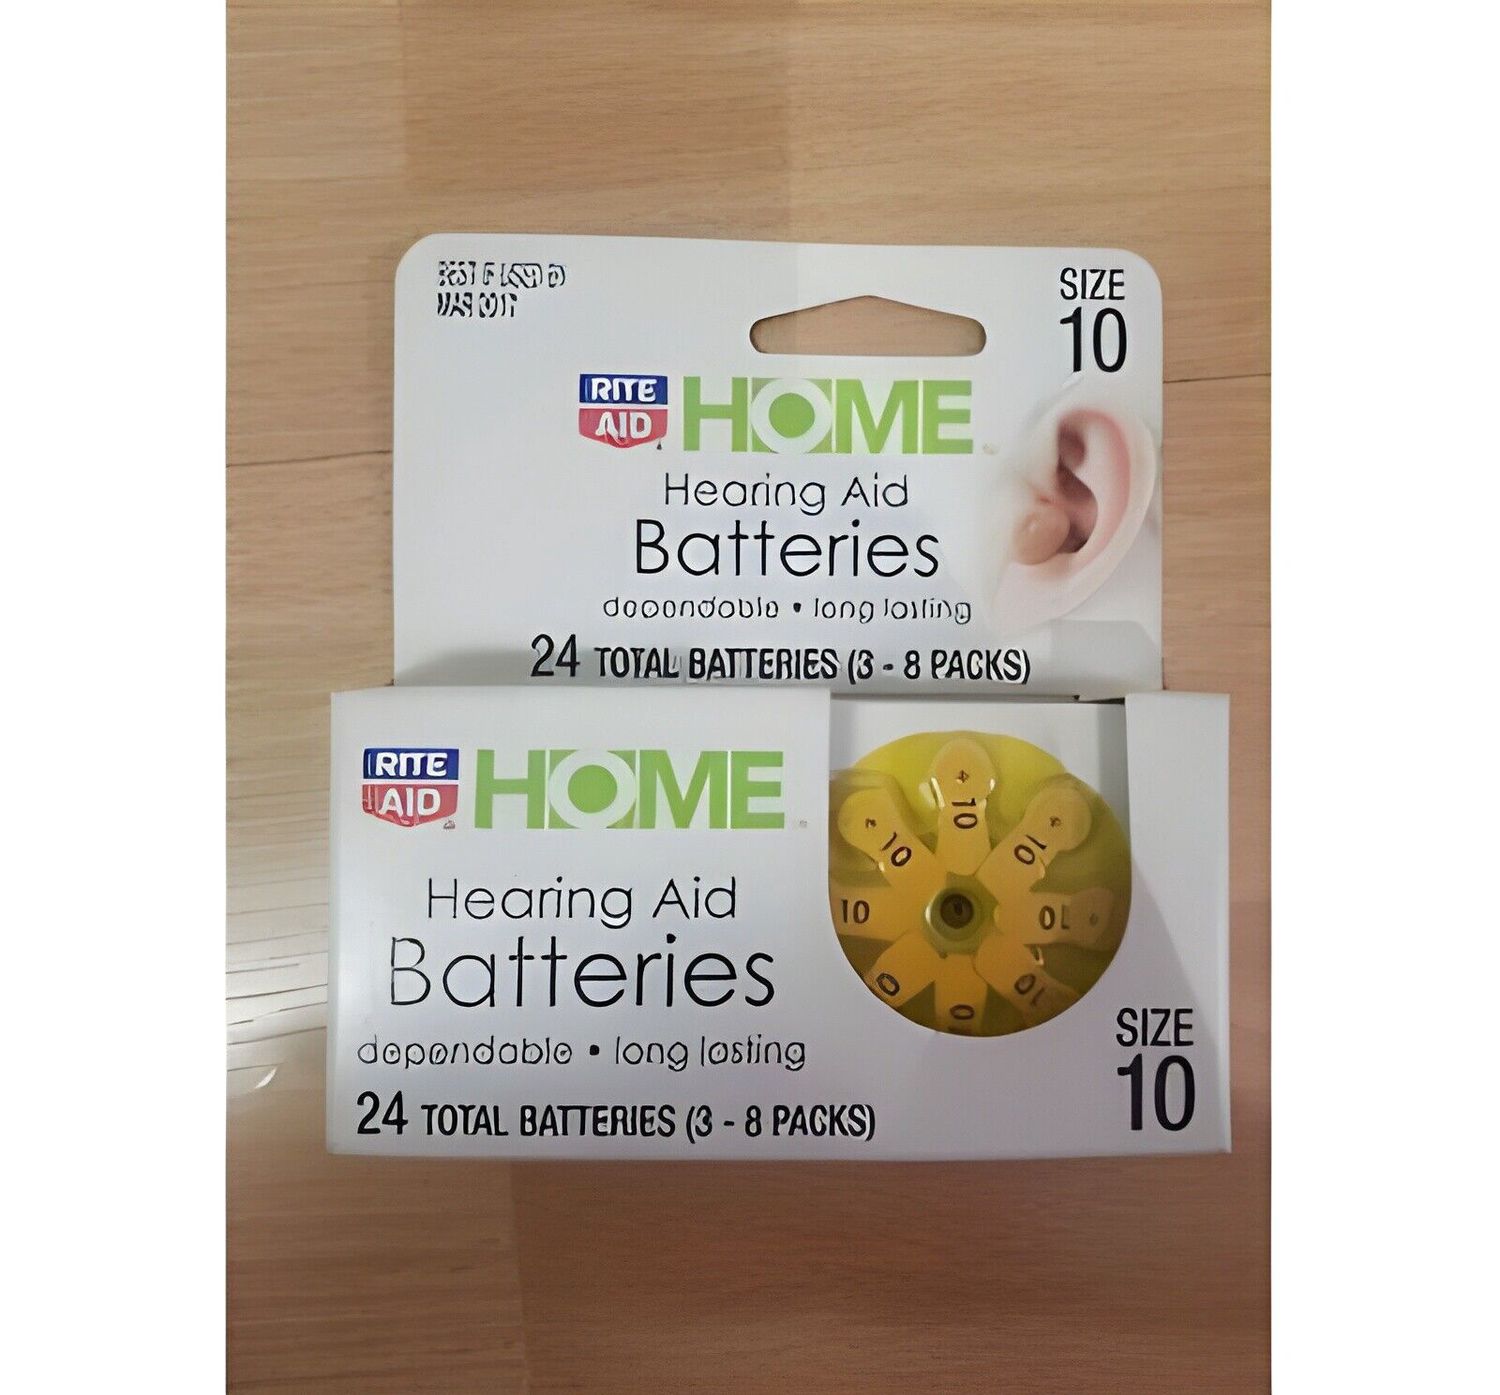 SIZE
10
RITE
AID
HOME
Hearing Aid
Batteries
dependable • long lasting
24 TOTAL BATTERIES (3 - 8 PACKS)
RITE
AID
HOME
Hearing Aid
Batteries
dependable • long lasting
24 TOTAL BATTERIES (3 - 8 PACKS)
10
10
10
10
10
10
SIZE
10